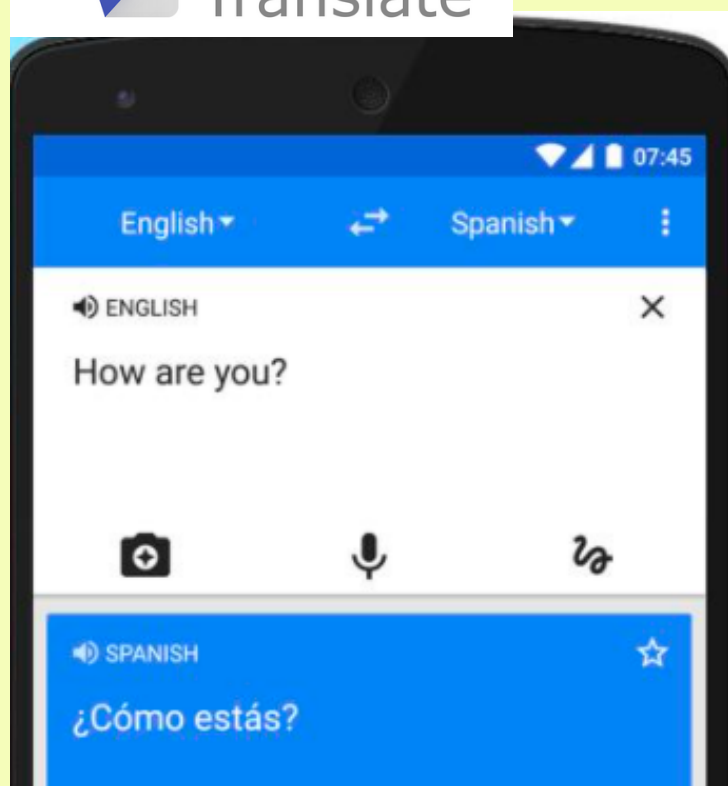 Translate
07:45
English Spanish
ENGLISH
How are you?
SPANISH
¿Cómo estás?